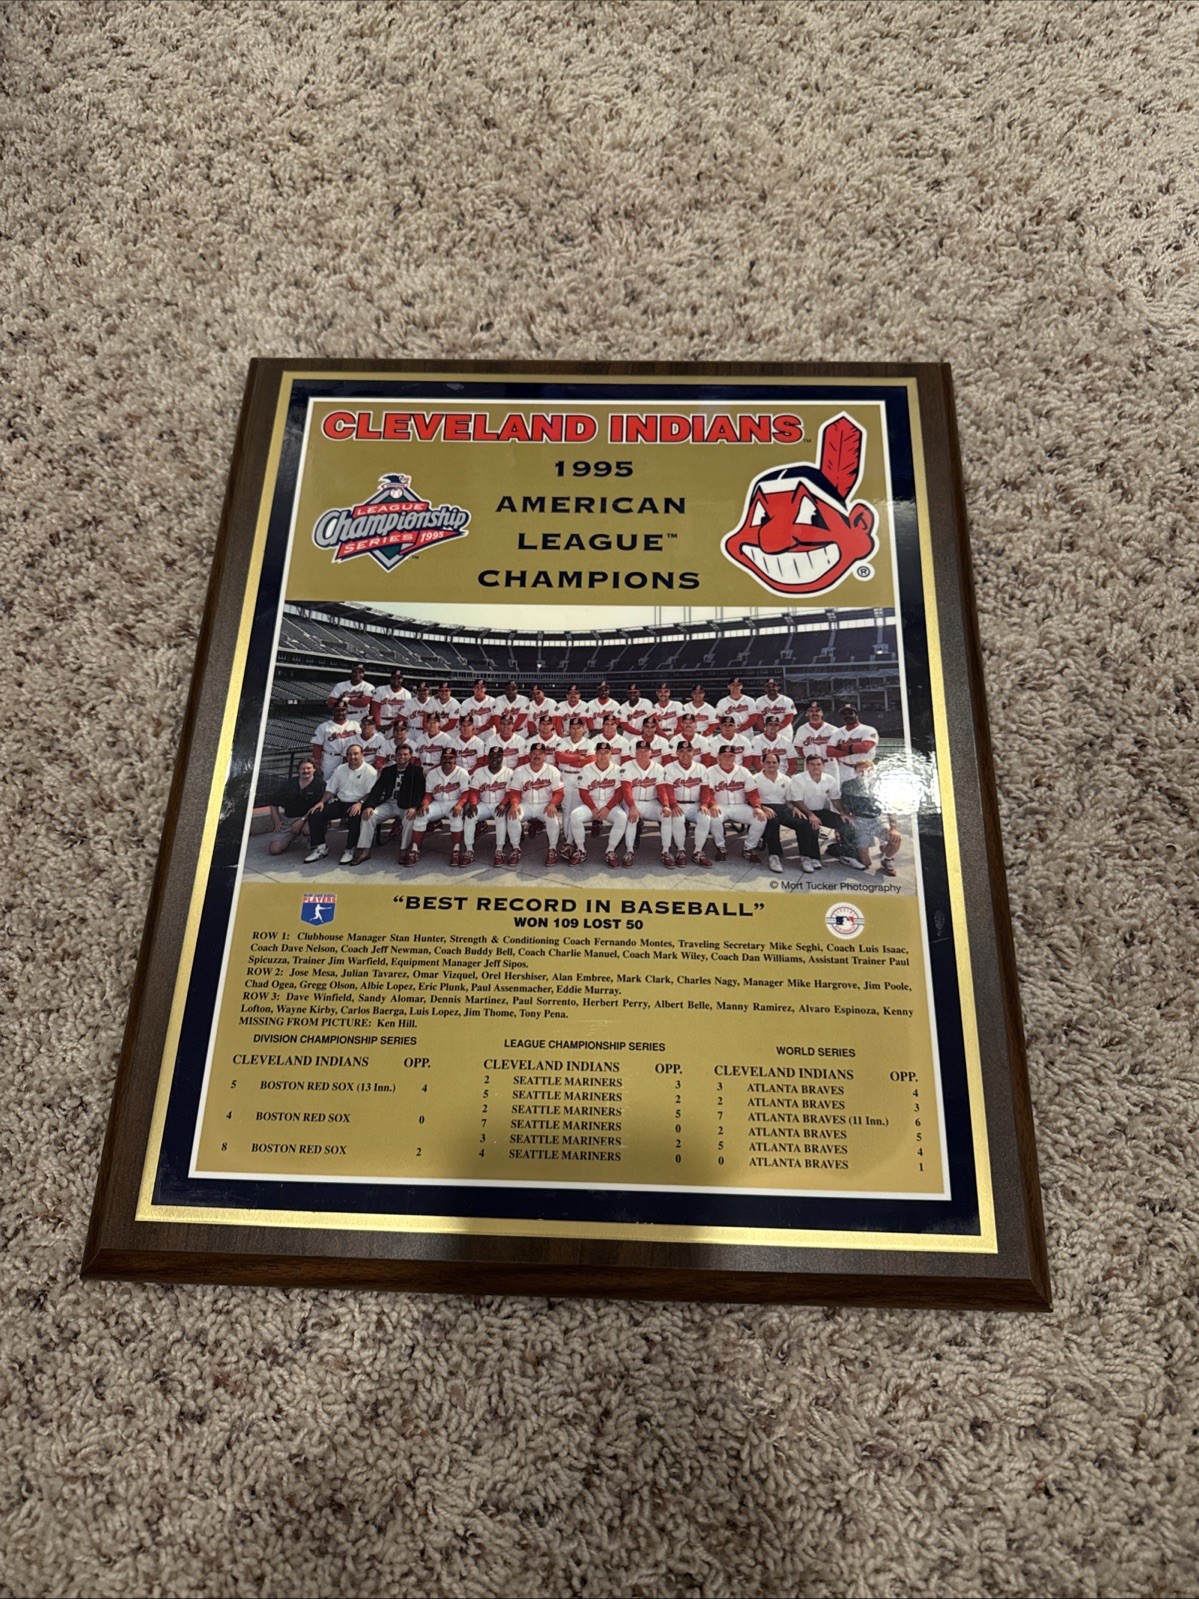 CLEVELAND INDIANS™
1995
AMERICAN
LEAGUE™
CHAMPIONS
LEAGUE
Championship
SERIES 1995
™
®
© Mort Tucker Photography
PLAYERS
"BEST RECORD IN BASEBALL"
WON 109 LOST 50
ROW 1: Clubhouse Manager Stan Hunter, Strength & Conditioning Coach Fernando Montes, Traveling Secretary Mike Seghi, Coach Luis Isaac,
Coach Dave Nelson, Coach Jeff Newman, Coach Buddy Bell, Coach Charlie Manuel, Coach Mark Wiley, Coach Dan Williams, Assistant Trainer Paul
Spicuzza, Trainer Jim Warfield, Equipment Manager Jeff Sipos.
ROW 2: Jose Mesa, Julian Tavarez, Omar Vizquel, Orel Hershiser, Alan Embree, Mark Clark, Charles Nagy, Manager Mike Hargrove, Jim Poole,
Chad Ogea, Gregg Olson, Albie Lopez, Eric Plunk, Paul Assenmacher, Eddie Murray.
ROW 3: Dave Winfield, Sandy Alomar, Dennis Martinez, Paul Sorrento, Herbert Perry, Albert Belle, Manny Ramirez, Alvaro Espinoza, Kenny
Lofton, Wayne Kirby, Carlos Baerga, Luis Lopez, Jim Thome, Tony Pena.
MISSING FROM PICTURE: Ken Hill.
DIVISION CHAMPIONSHIP SERIES
CLEVELAND INDIANS OPP.
5 BOSTON RED SOX (13 Inn.) 4
4 BOSTON RED SOX 0
8 BOSTON RED SOX 2
LEAGUE CHAMPIONSHIP SERIES
CLEVELAND INDIANS OPP.
2 SEATTLE MARINERS 3
5 SEATTLE MARINERS 2
2 SEATTLE MARINERS 5
7 SEATTLE MARINERS 0
3 SEATTLE MARINERS 2
4 SEATTLE MARINERS 0
WORLD SERIES
CLEVELAND INDIANS OPP.
3 ATLANTA BRAVES 4
2 ATLANTA BRAVES 3
7 ATLANTA BRAVES (11 Inn.) 6
2 ATLANTA BRAVES 5
5 ATLANTA BRAVES 4
0 ATLANTA BRAVES 1